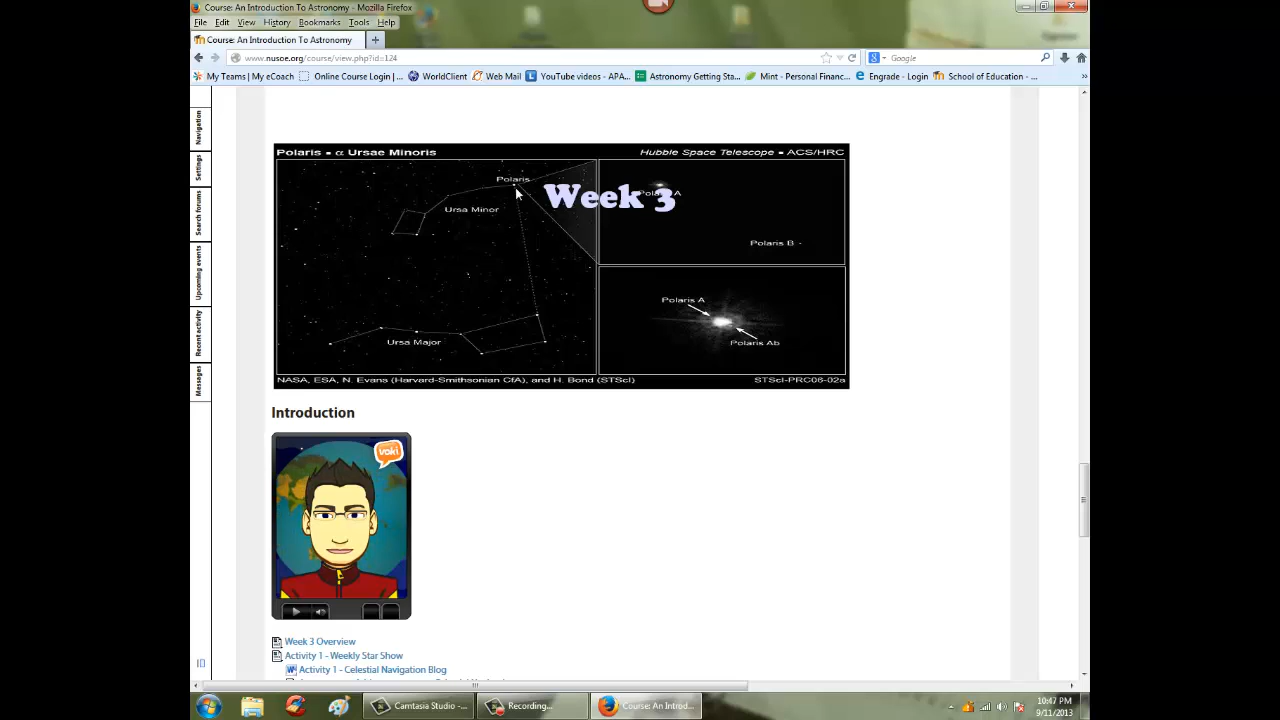 Course: An Introduction To Astronomy - Mozilla Firefox
File Edit View History Bookmarks Tools Help
Course: An Introduction To Astronomy
www.nusoe.org/course/view.php?id=124
Google
My Teams | My eCoach
Online Course Login | ...
WorldClient
Web Mail
YouTube videos - APA...
Astronomy Getting Sta...
Mint - Personal Financ...
Engrade - Login
School of Education - ...
Navigation
Settings
Search forums
Upcoming events
Recent activity
Messages
Polaris • α Ursae Minoris
Hubble Space Telescope • ACS/HRC
Polaris
Week 3
Ursa Minor
Polaris B
Polaris A
Ursa Major
Polaris Ab
NASA, ESA, N. Evans (Harvard-Smithsonian CfA), and H. Bond (STScI)
STScI-PRC06-02a
Introduction
voki
Week 3 Overview
Activity 1 - Weekly Star Show
Activity 1 - Celestial Navigation Blog
Camtasia Studio - ...
Recording...
Course: An Introd...
10:47 PM
9/11/2013